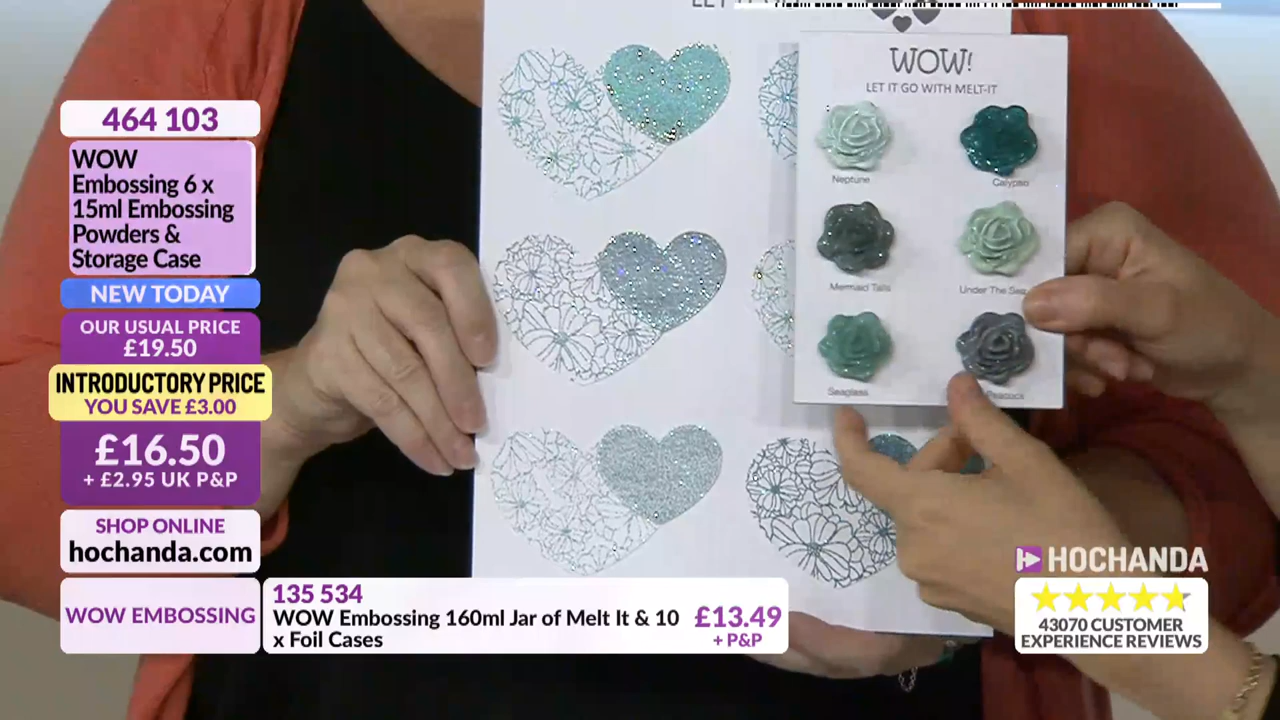 464 103
WOW
Embossing 6 x
15ml Embossing
Powders &
Storage Case
NEW TODAY
OUR USUAL PRICE
£19.50
INTRODUCTORY PRICE
YOU SAVE £3.00
£16.50
+ £2.95 UK P&P
SHOP ONLINE
hochanda.com
WOW EMBOSSING
135 534
WOW Embossing 160ml Jar of Melt It & 10
x Foil Cases
£13.49
+ P&P
LET IT
WOW!
LET IT GO WITH MELT-IT
Neptune
Calypso
Mermaid Tails
Under The Sea
Seaglass
Peacock
HOCHANDA
43070 CUSTOMER
EXPERIENCE REVIEWS